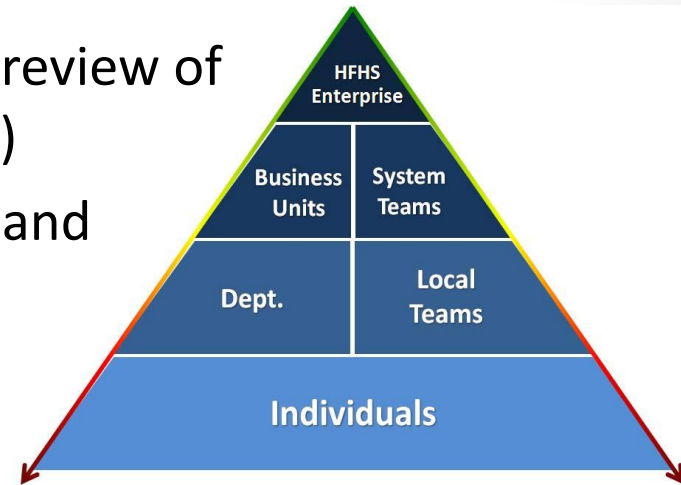 review of
)
and
HFHS
Enterprise
Business
Units
System
Teams
Dept.
Local
Teams
Individuals